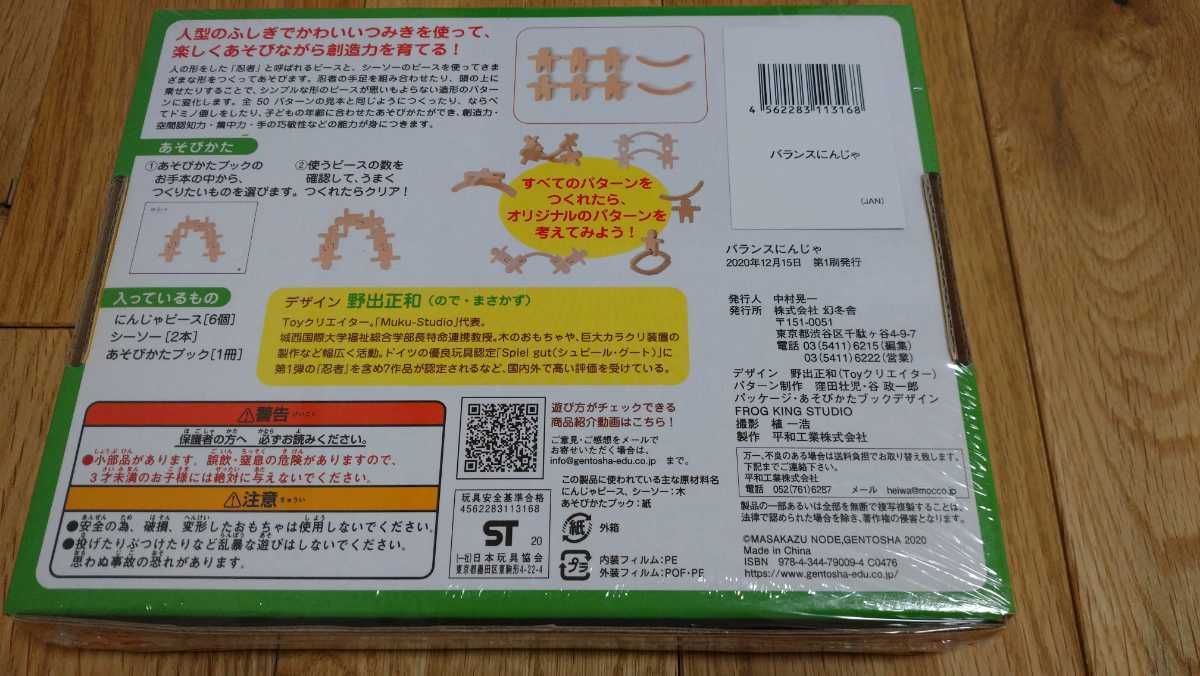 人型のふしぎでかわいいつみきを使って、
楽しくあそびながら創造力を育てる！
人の形をした「忍者」と呼ばれるピースと、シーソーのピースを使ってさま
ざまな形をつくってあそびます。忍者の手足を組み合わせたり、頭の上に
乗せたりすることで、シンプルな形のピースが思いもよらない造形のパターン
に変化します。全50パターンの見本と同じようにつくったり、ならべ
てドミノ倒しをしたり、子どもの年齢に合わせたあそびかたができ、創造力・
空間認知力・集中力・手の巧敏性などの能力が身につきます。
あそびかた
①あそびかたブックの
お手本の中から、
つくりたいものを選びます。
②使うピースの数を
確認して、うまく
つくれたらクリア！
すべてのパターンを
つくれたら、
オリジナルのパターンを
考えてみよう！
入っているもの
にんじゃピース[6個]
シーソー[2本]
あそびかたブック[1冊]
デザイン 野出正和（ので・まさかず）
Toyクリエイター。「Muku-Studio」代表。
城西国際大学福祉総合学部長特命連携教授。木のおもちゃや、巨大カラクリ装置の
製作など幅広く活動。ドイツの優良玩具認定「Spiel gut(シュピール・グート)」に
第1弾の「忍者」を含め7作品が認定されるなど、国内外で高い評価を受けている。
警告 けいこく
保護者の方へ 必ずお読みください。
●小部品があります。誤飲・窒息の危険がありますので、
3才未満のお子様には絶対に与えないでください。
注意 ちゅうい
●安全の為、破損、変形したおもちゃは使用しないでください。
●投げたりぶつけたりなど乱暴な遊びはしないでください。
思わぬ事故の恐れがあります。
遊び方がチェックできる
商品紹介動画はこちら！
ご意見・ご感想をメールで
お寄せいただく場合は、
info@gentosha-edu.co.jp まで。
この製品に使われている主な原材料名
にんじゃピース、シーソー：木
あそびかたブック：紙
玩具安全基準合格
4562283113168
ST
20
(一社)日本玩具協会
東京都墨田区東駒形4-22-4
紙 外箱
プラ 内装フィルム：PE
外装フィルム：POF・PE
4 562283 113168
バランスにんじゃ
(JAN)
バランスにんじゃ
2020年12月15日 第1刷発行
発行人 中村晃一
発行所 株式会社 幻冬舎
〒151-0051
東京都渋谷区千駄ヶ谷4-9-7
電話 03(5411)6215(編集)
03(5411)6222(営業)
デザイン 野出正和(Toyクリエイター)
パターン制作 窪田壮児・谷 政一郎
パッケージ・あそびかたブックデザイン
FROG KING STUDIO
撮影 植 一浩
製作 平和工業株式会社
万一、不良のある場合は送料負担でお取り替え致します。
下記までご連絡下さい。
平和工業株式会社
電話 052(761)6287 メール heiwa@mocco.jp
製品の一部あるいは全部を無断で複写複製することは、
法律で認められた場合を除き、著作権の侵害となります。
©MASAKAZU NODE,GENTOSHA 2020
Made in China
ISBN 978-4-344-79009-4 C0476
https://www.gentosha-edu.co.jp/